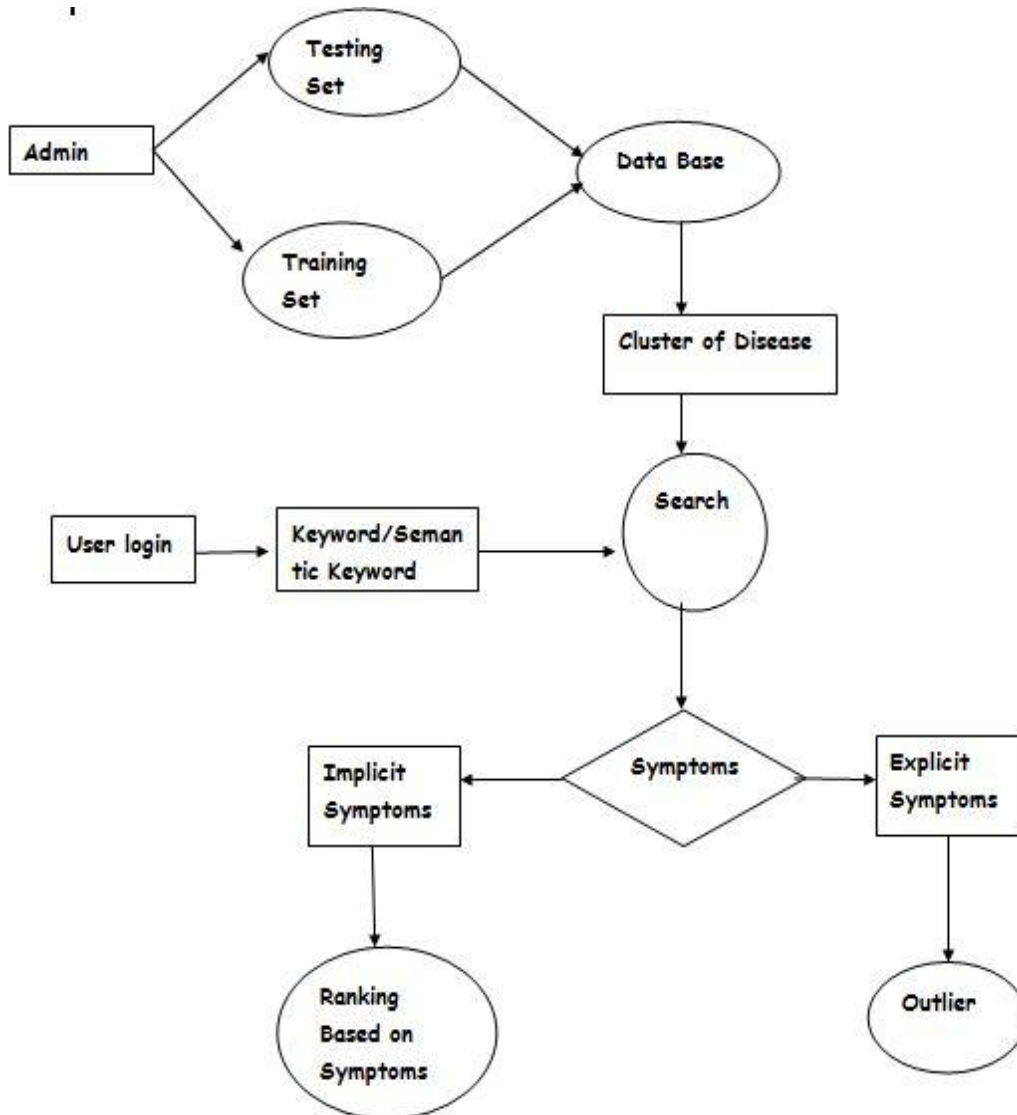 Testing
Set
Admin
Data Base
Training
Set
Cluster of Disease
Search
User login
Keyword/Seman
tic Keyword
Symptoms
Implicit
Symptoms
Explicit
Symptoms
Ranking
Based on
Symptoms
Outlier